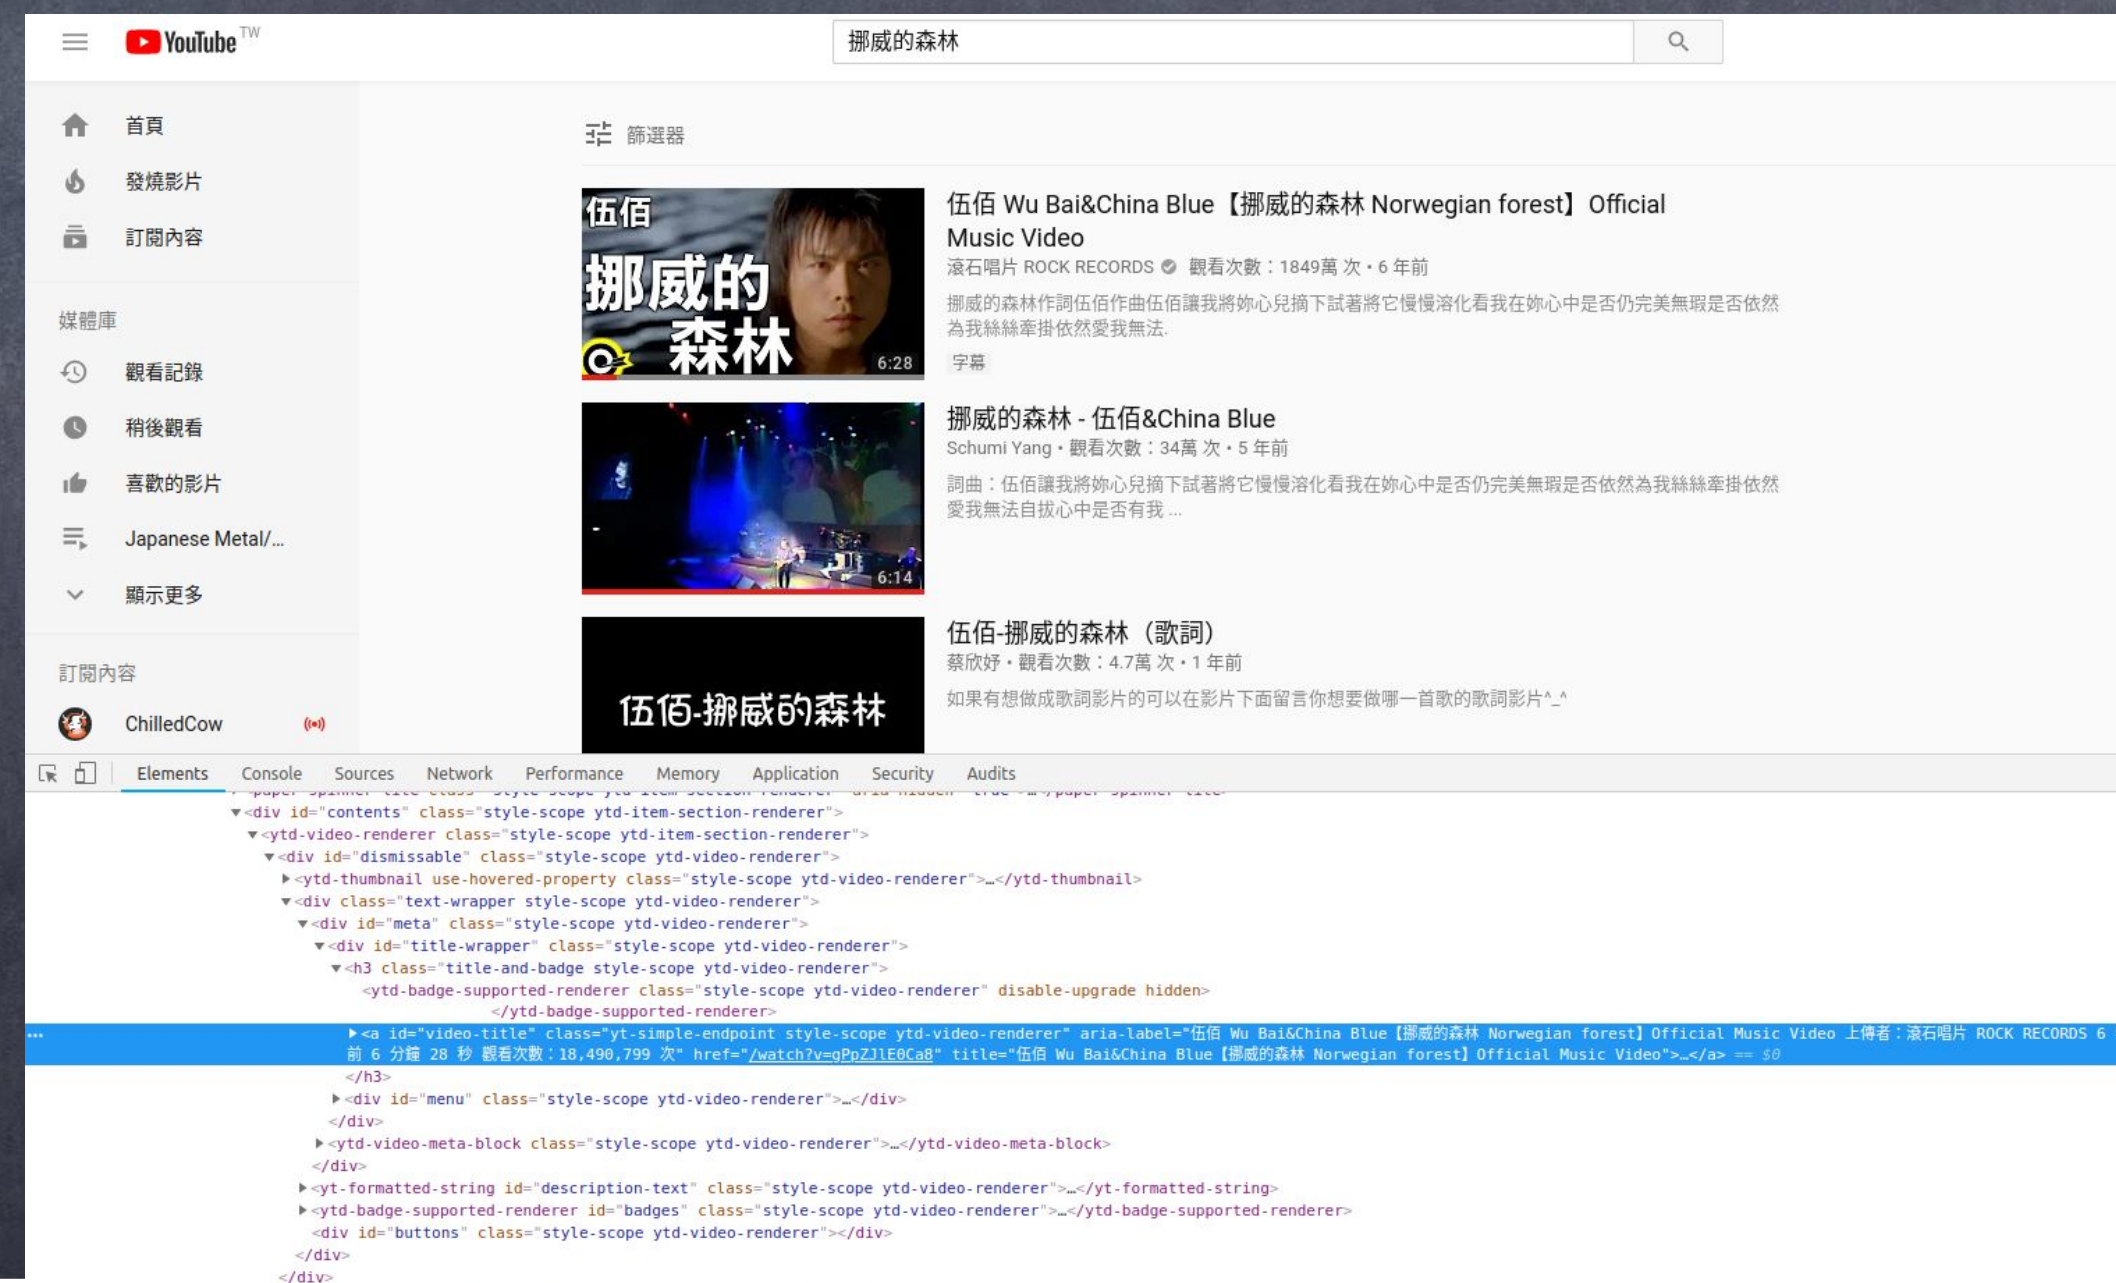 YouTube TW
挪威的森林
首頁
發燒影片
訂閱內容
媒體庫
觀看記錄
稍後觀看
喜歡的影片
Japanese Metal/...
顯示更多
訂閱內容
ChilledCow
篩選器
伍佰
挪威的
森林
6:28
伍佰 Wu Bai&China Blue【挪威的森林 Norwegian forest】Official
Music Video
滾石唱片 ROCK RECORDS 觀看次數：1849萬 次・6 年前
挪威的森林作詞伍佰作曲伍佰讓我將妳心兒摘下試著將它慢慢溶化看我在妳心中是否仍完美無瑕是否依然
為我絲絲牽掛依然愛我無法.
字幕
6:14
挪威的森林 - 伍佰&China Blue
Schumi Yang・觀看次數：34萬 次・5 年前
詞曲：伍佰讓我將妳心兒摘下試著將它慢慢溶化看我在妳心中是否仍完美無瑕是否依然為我絲絲牽掛依然
愛我無法自拔心中是否有我 ...
伍佰-挪威的森林
伍佰-挪威的森林（歌詞）
蔡欣妤・觀看次數：4.7萬 次・1 年前
如果有想做成歌詞影片的可以在影片下面留言你想要做哪一首歌的歌詞影片^_^
Elements Console Sources Network Performance Memory Application Security Audits
▼<div id="contents" class="style-scope ytd-item-section-renderer">
▼<ytd-video-renderer class="style-scope ytd-item-section-renderer">
▼<div id="dismissable" class="style-scope ytd-video-renderer">
▶<ytd-thumbnail use-hovered-property class="style-scope ytd-video-renderer">…</ytd-thumbnail>
▼<div class="text-wrapper style-scope ytd-video-renderer">
▼<div id="meta" class="style-scope ytd-video-renderer">
▼<div id="title-wrapper" class="style-scope ytd-video-renderer">
▼<h3 class="title-and-badge style-scope ytd-video-renderer">
<ytd-badge-supported-renderer class="style-scope ytd-video-renderer" disable-upgrade hidden>
</ytd-badge-supported-renderer>
… ▶<a id="video-title" class="yt-simple-endpoint style-scope ytd-video-renderer" aria-label="伍佰 Wu Bai&China Blue【挪威的森林 Norwegian forest】Official Music Video 上傳者：滾石唱片 ROCK RECORDS 6
前 6 分鐘 28 秒 觀看次數：18,490,799 次" href="/watch?v=gPpZJlE0Ca8" title="伍佰 Wu Bai&China Blue【挪威的森林 Norwegian forest】Official Music Video">…</a> == $0
</h3>
▶<div id="menu" class="style-scope ytd-video-renderer">…</div>
</div>
▶<ytd-video-meta-block class="style-scope ytd-video-renderer">…</ytd-video-meta-block>
</div>
▶<yt-formatted-string id="description-text" class="style-scope ytd-video-renderer">…</yt-formatted-string>
▶<ytd-badge-supported-renderer id="badges" class="style-scope ytd-video-renderer">…</ytd-badge-supported-renderer>
<div id="buttons" class="style-scope ytd-video-renderer"></div>
</div>
</div>